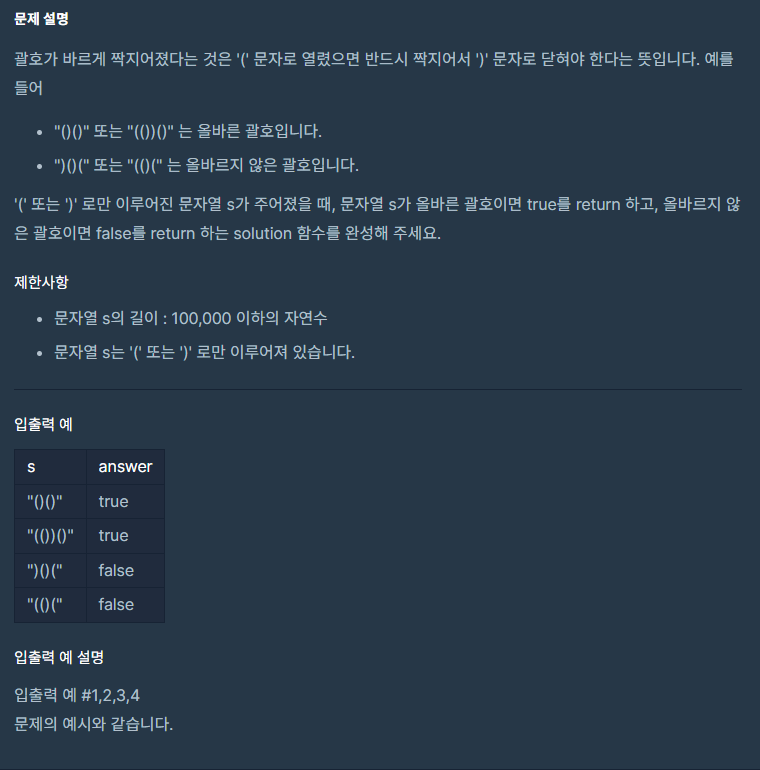 문제 설명
괄호가 바르게 짝지어졌다는 것은 '(' 문자로 열렸으면 반드시 짝지어서 ')' 문자로 닫혀야 한다는 뜻입니다. 예를
들어
• "()()" 또는 "(())()" 는 올바른 괄호입니다.
• ")()(" 또는 "(()(" 는 올바르지 않은 괄호입니다.
'(' 또는 ')' 로만 이루어진 문자열 s가 주어졌을 때, 문자열 s가 올바른 괄호이면 true를 return 하고, 올바르지 않
은 괄호이면 false를 return 하는 solution 함수를 완성해 주세요.
제한사항
• 문자열 s의 길이 : 100,000 이하의 자연수
• 문자열 s는 '(' 또는 ')' 로만 이루어져 있습니다.
입출력 예
s answer
"()()" true
"(())()" true
")()(" false
"(()(" false
입출력 예 설명
입출력 예 #1,2,3,4
문제의 예시와 같습니다.